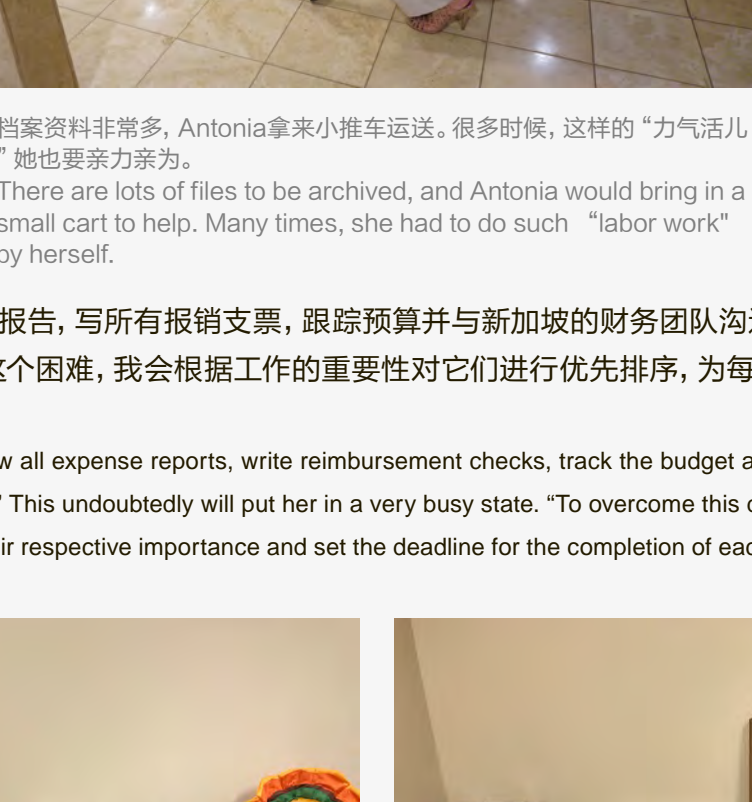 档案资料非常多, Antonia拿来小推车运送。很多时候, 这样的 “力气活儿
” 她也要亲力亲为。
There are lots of files to be archived, and Antonia would bring in a
small cart to help. Many times, she had to do such “labor work"
by herself.
报告, 写所有报销支票, 跟踪预算并与新加坡的财务团队沟
这个困难, 我会根据工作的重要性对它们进行优先排序, 为每
w all expense reports, write reimbursement checks, track the budget a
” This undoubtedly will put her in a very busy state. “To overcome this
ir respective importance and set the deadline for the completion of eac